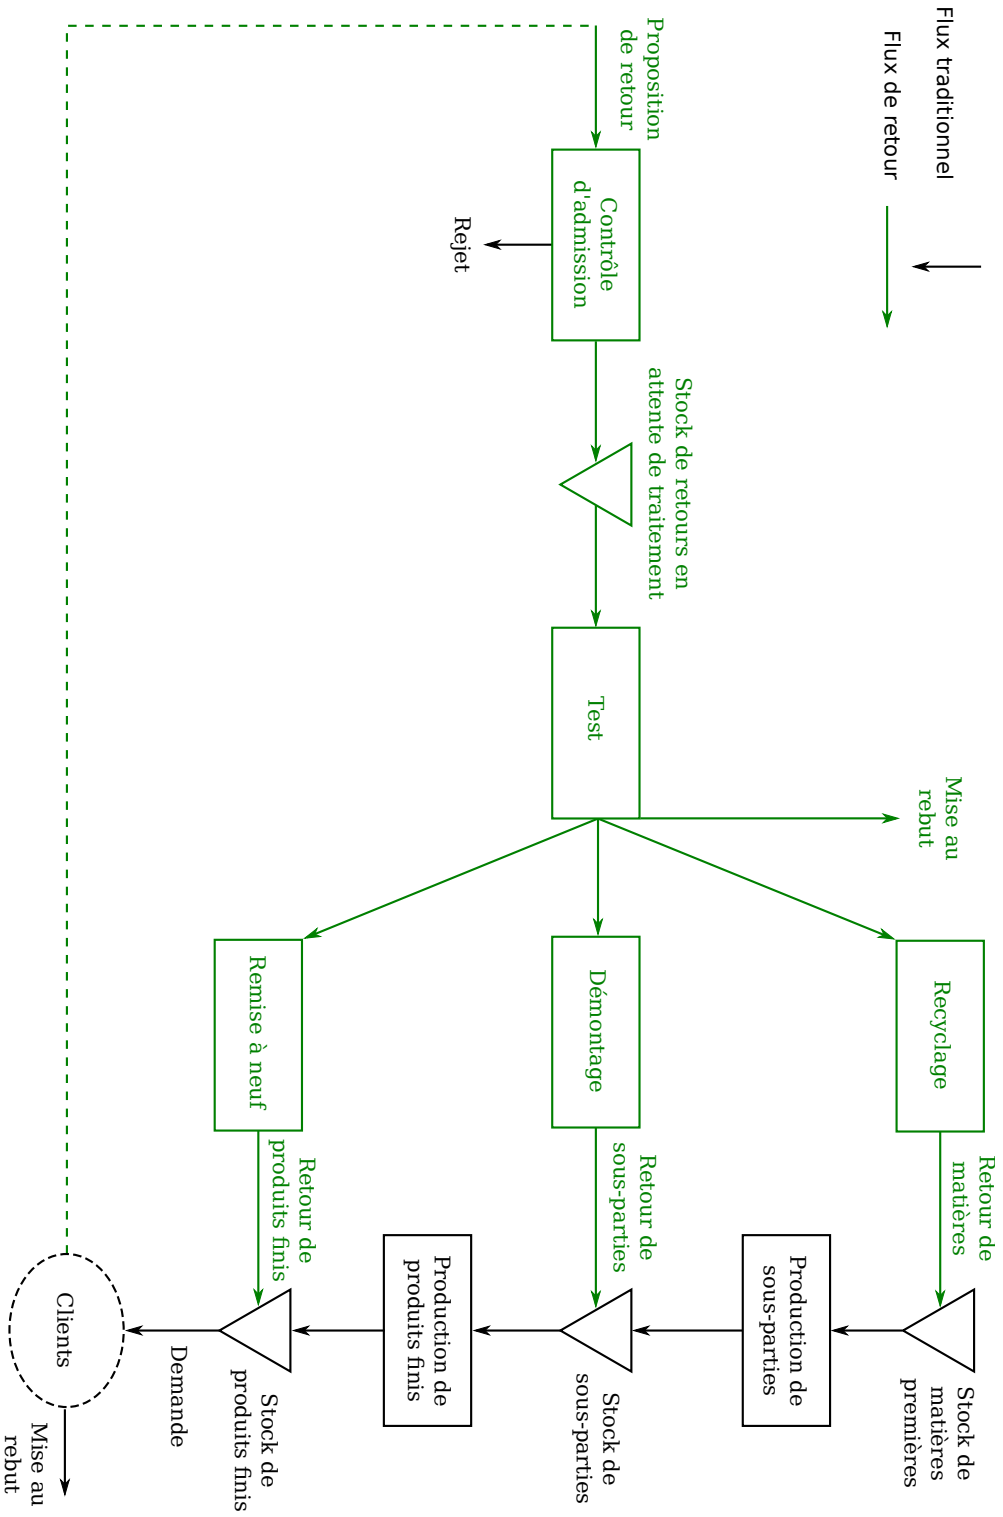 Flux traditionnel
Flux de retour
Proposition
de retour
Contrôle
d'admission
Rejet
Stock de retours en
attente de traitement
Test
Mise au
rebut
Recyclage
Démontage
Remise à neuf
Retour de
matières
Retour de
sous-parties
Retour de
produits finis
Stock de
matières
premières
Production de
sous-parties
Stock de
sous-parties
Production de
produits finis
Stock de
produits finis
Demande
Clients
Mise au
rebut